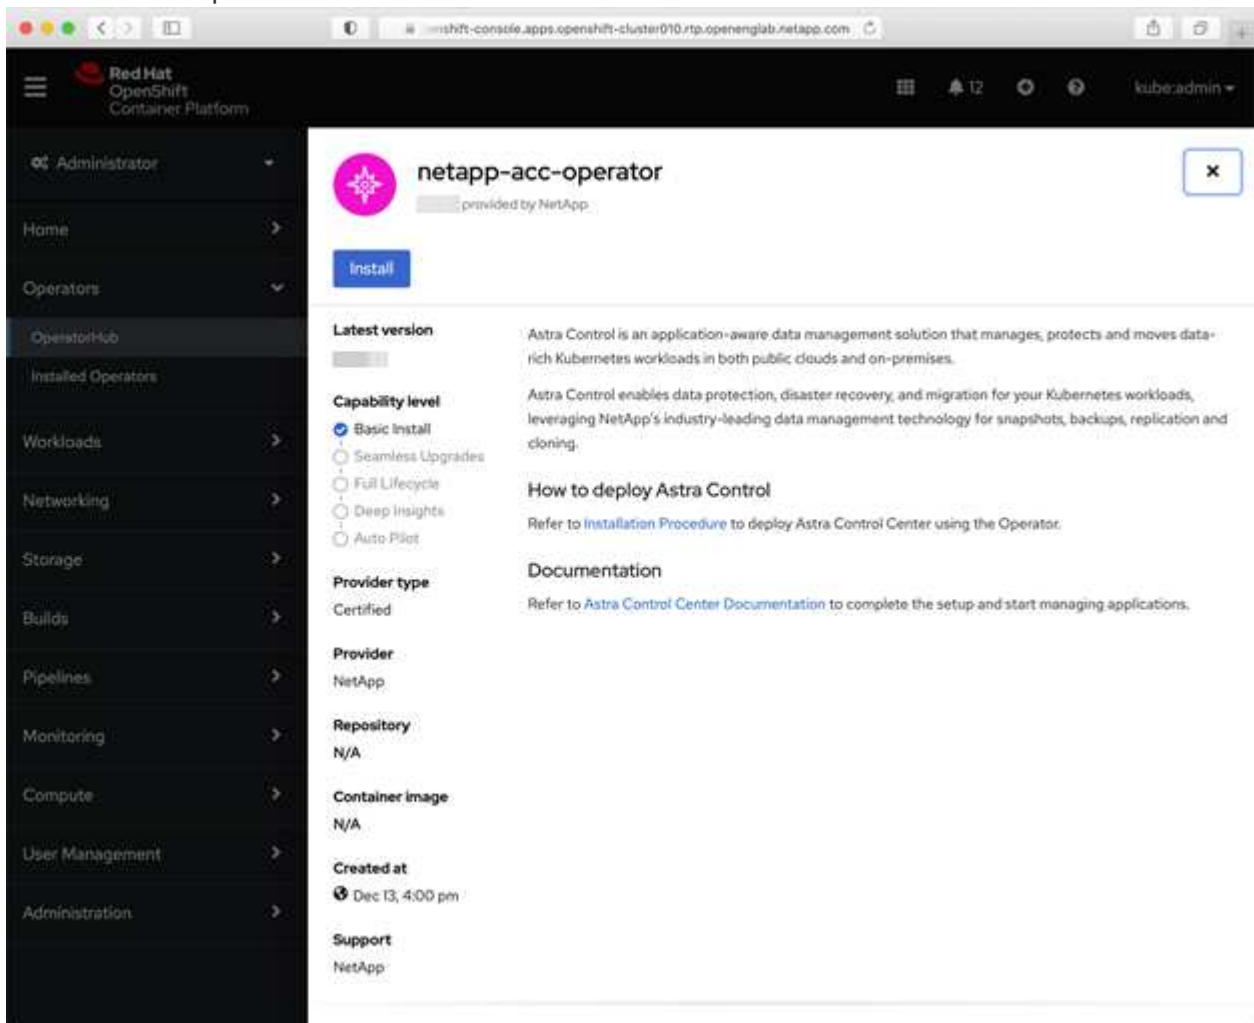 shift-console.apps.openshift-cluster010.rtp.openenglab.netapp.com
Red Hat
OpenShift
Container Platform
12
kube:admin
Administrator
Home
Operators
OperatorHub
Installed Operators
Workloads
Networking
Storage
Builds
Pipelines
Monitoring
Compute
User Management
Administration
netapp-acc-operator
provided by NetApp
Install
Latest version
Capability level
Basic Install
Seamless Upgrades
Full Lifecycle
Deep Insights
Auto Pilot
Provider type
Certified
Provider
NetApp
Repository
N/A
Container image
N/A
Created at
Dec 13, 4:00 pm
Support
NetApp
Astra Control is an application-aware data management solution that manages, protects and moves data-
rich Kubernetes workloads in both public clouds and on-premises.
Astra Control enables data protection, disaster recovery, and migration for your Kubernetes workloads,
leveraging NetApp's industry-leading data management technology for snapshots, backups, replication and
cloning.
How to deploy Astra Control
Refer to Installation Procedure to deploy Astra Control Center using the Operator.
Documentation
Refer to Astra Control Center Documentation to complete the setup and start managing applications.